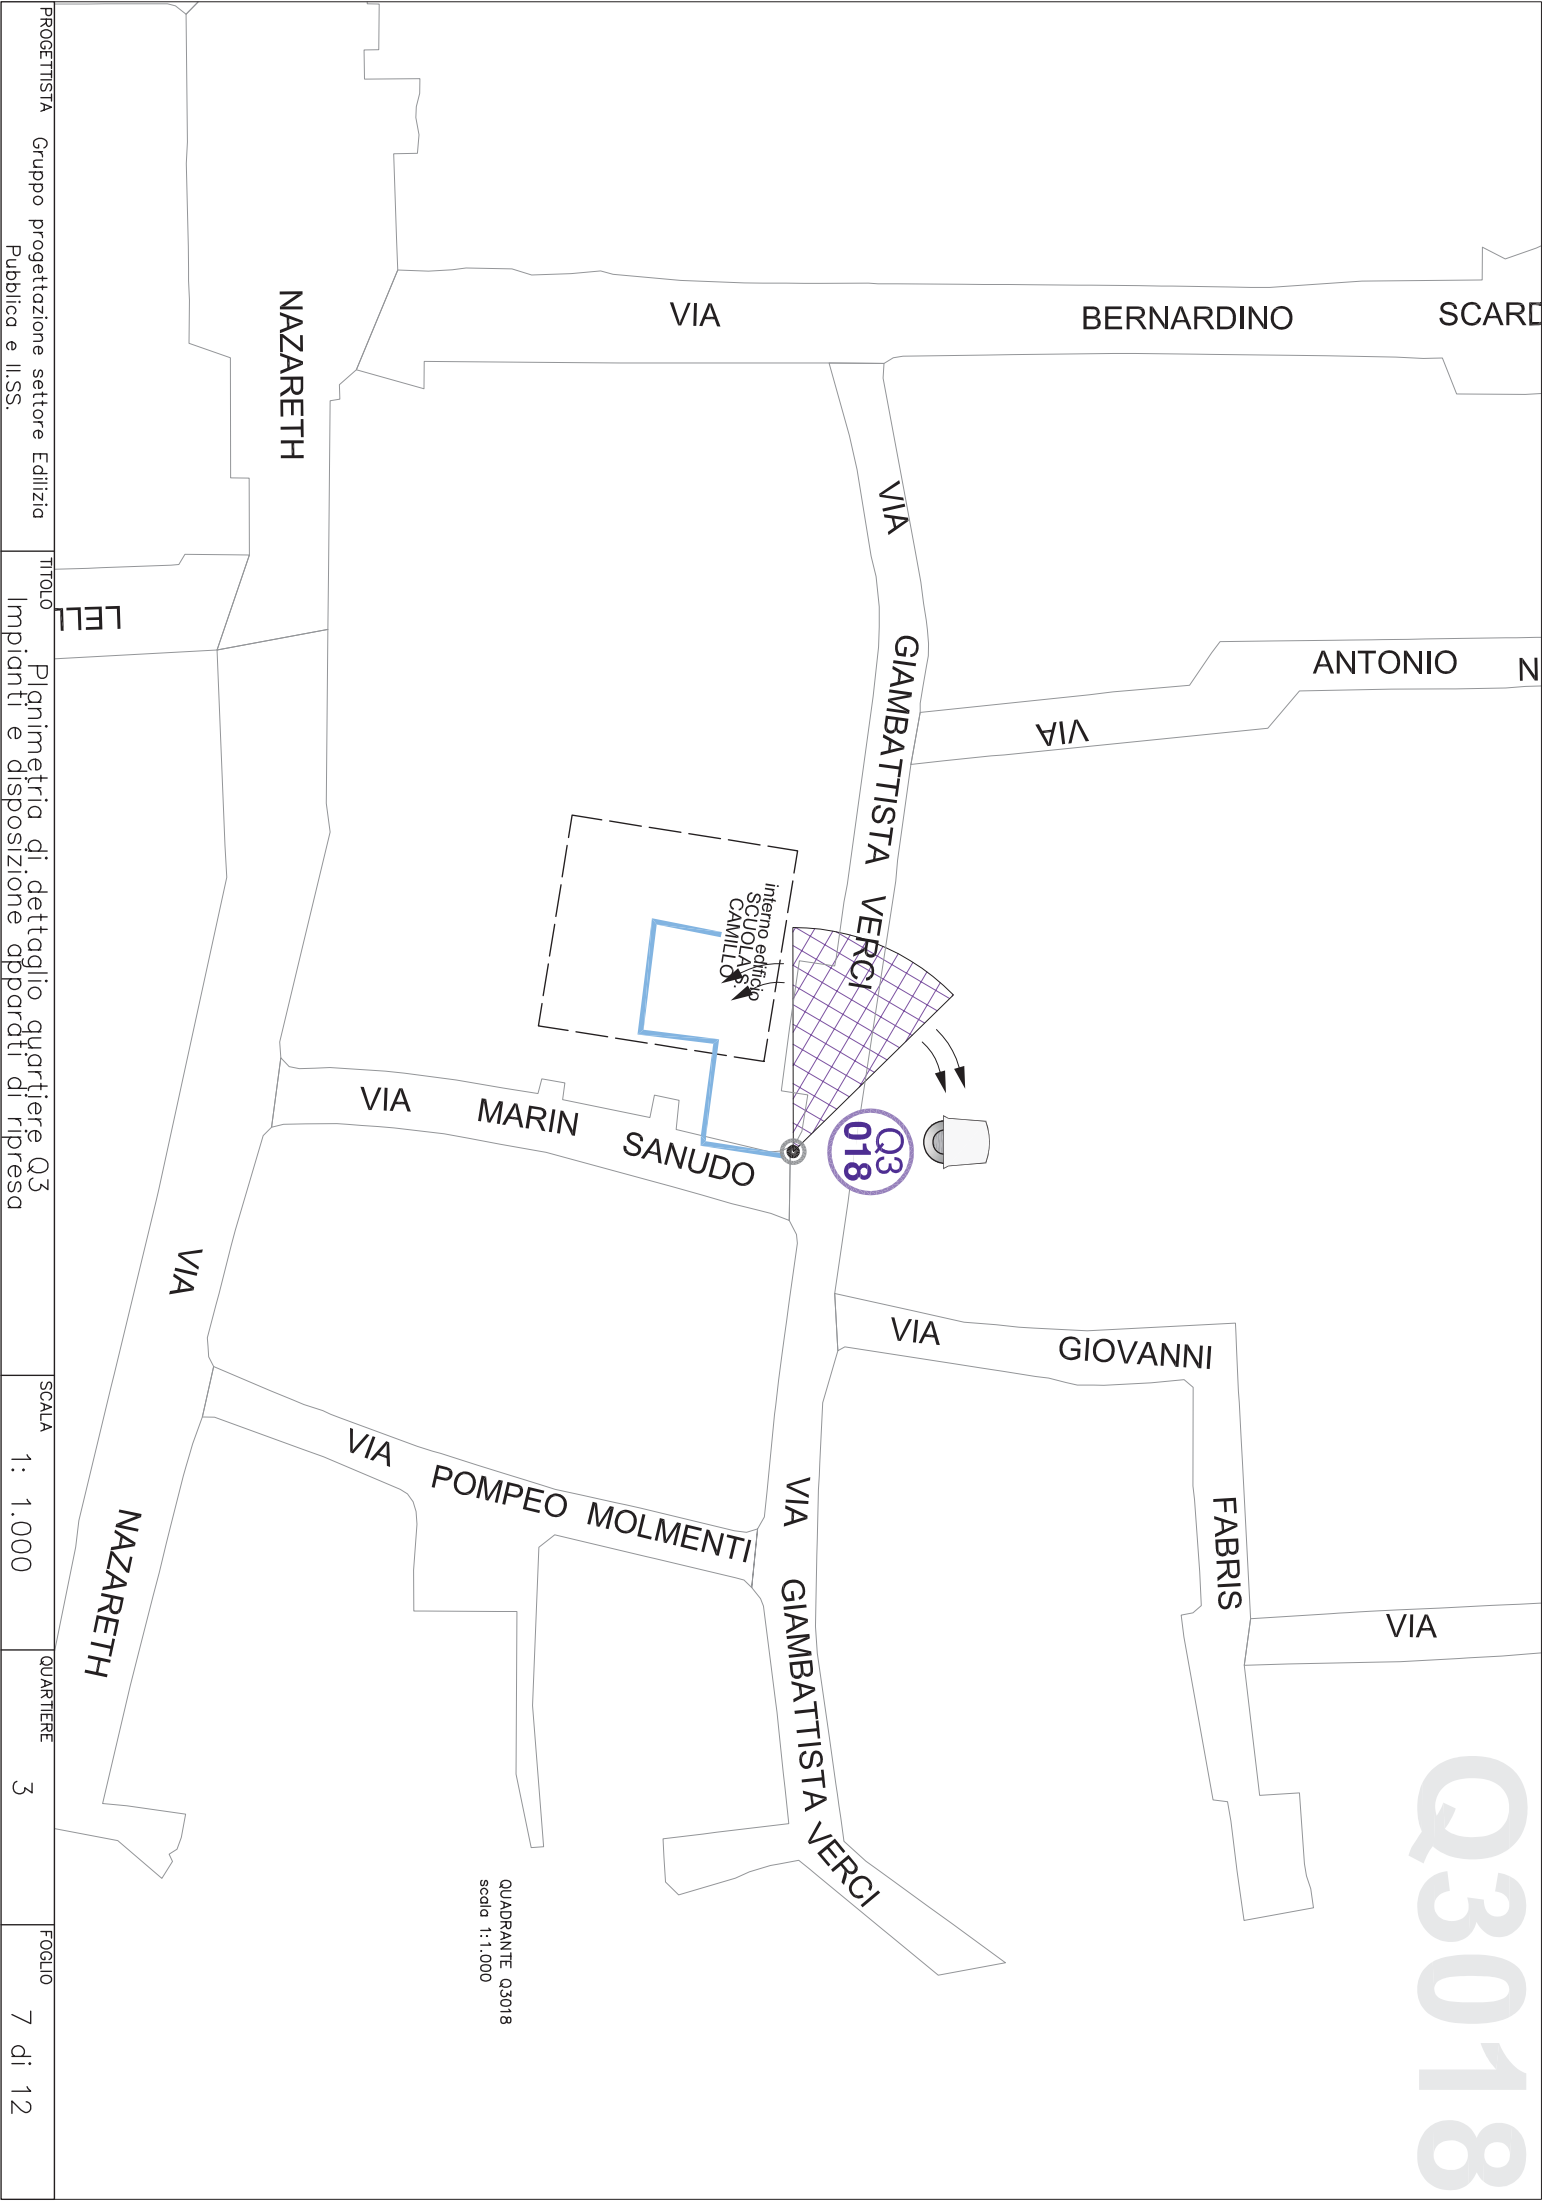 Q3018
VIA BERNARDINO SCARD
NAZARETH
VIA GIAMBATTISTA VERCI
ANTONIO N
VIA
LELL
interno edificio
SCUOLA S.
CAMILLO
Q3
018
VIA MARIN SANUDO
VIA GIOVANNI
FABRIS
VIA
VIA NAZARETH
VIA POMPEO MOLMENTI
VIA GIAMBATTISTA VERCI
QUADRANTE Q3018
scala 1:1.000
PROGETTISTA Gruppo progettazione settore Edilizia
Pubblica e II.SS.
TITOLO Planimetria di dettaglio quartiere Q3
Impianti e disposizione apparati di ripresa
SCALA 1: 1.000
QUARTIERE 3
FOGLIO 7 di 12